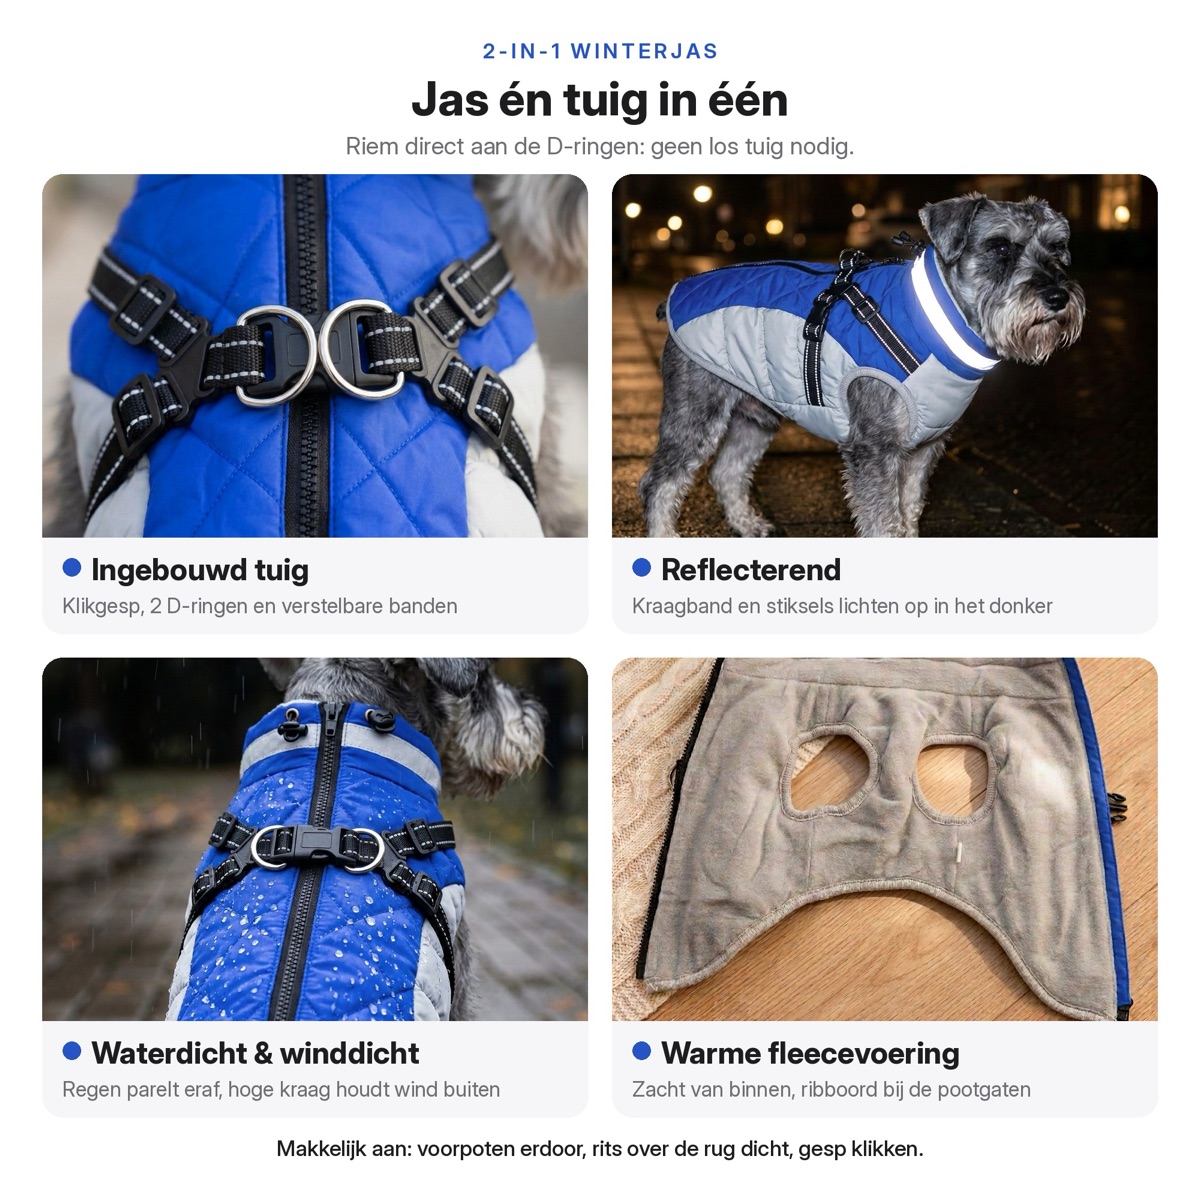 2-IN-1 WINTERJAS
Jas én tuig in één
Riem direct aan de D-ringen: geen los tuig nodig.
Ingebouwd tuig
Klikgesp, 2 D-ringen en verstelbare banden
Reflecterend
Kraagband en stiksels lichten op in het donker
Waterdicht & winddicht
Regen parelt eraf, hoge kraag houdt wind buiten
Warme fleecevoering
Zacht van binnen, ribboord bij de pootgaten
Makkelijk aan: voorpoten erdoor, rits over de rug dicht, gesp klikken.